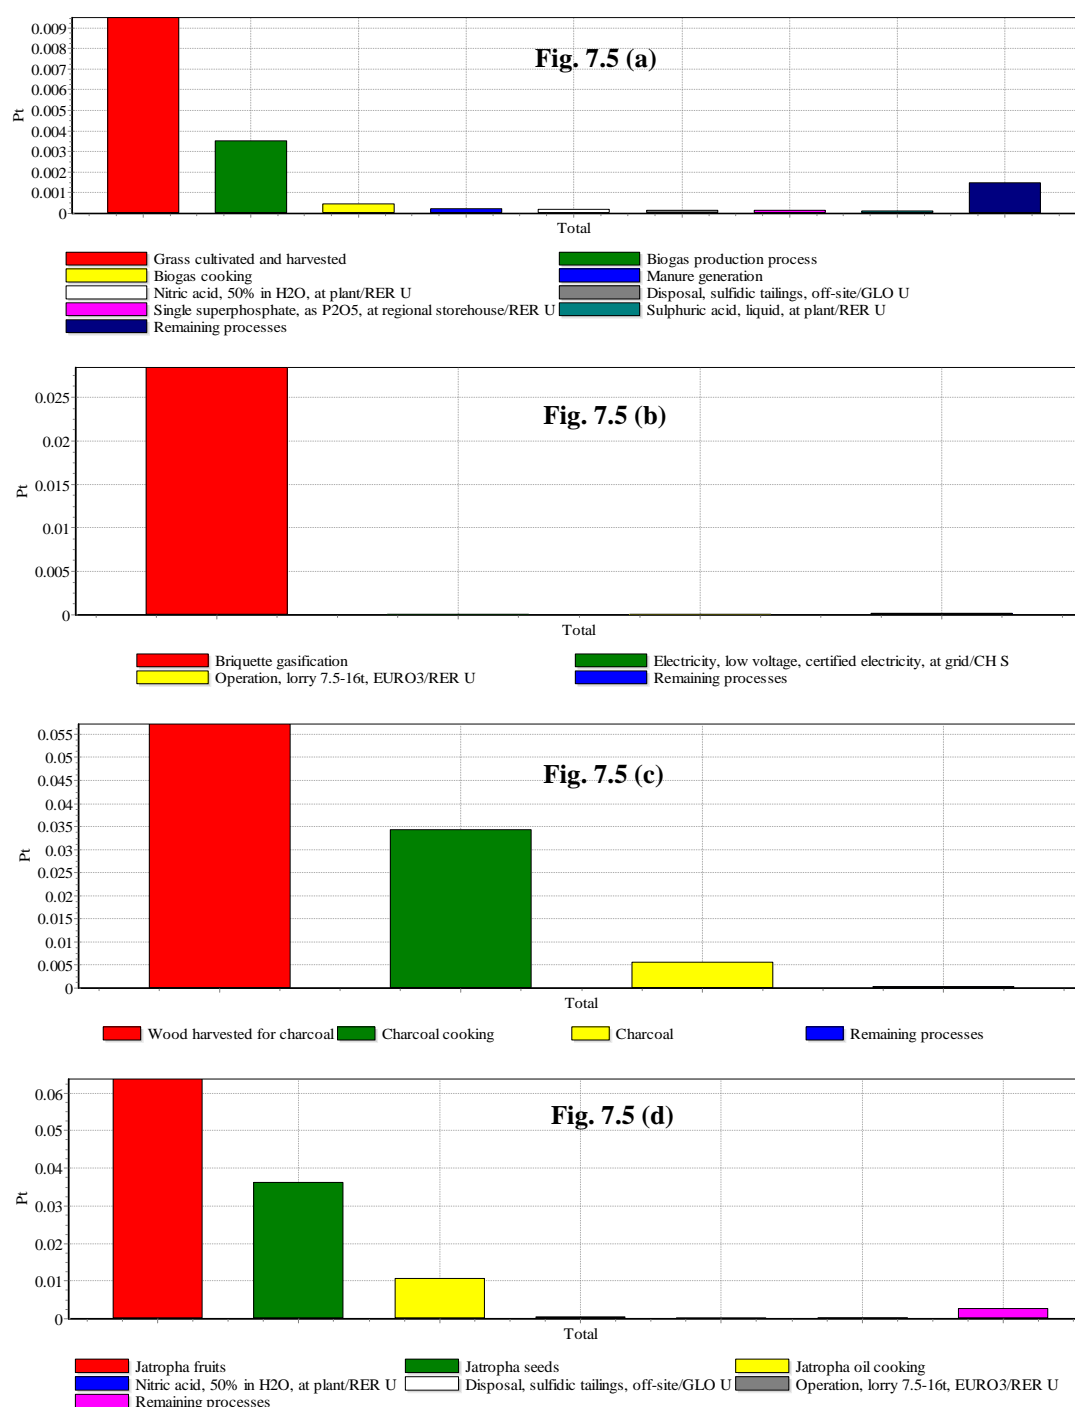 0.009
0.008
0.007
0.006
0.005
0.004
0.003
0.002
0.001
0
Pt
Fig. 7.5 (a)
Total
Grass cultivated and harvested
Biogas production process
Biogas cooking
Manure generation
Nitric acid, 50% in H2O, at plant/RER U
Disposal, sulfidic tailings, off-site/GLO U
Single superphosphate, as P2O5, at regional storehouse/RER U
Sulphuric acid, liquid, at plant/RER U
Remaining processes
0.025
0.02
0.015
0.01
0.005
0
Pt
Fig. 7.5 (b)
Total
Briquette gasification
Electricity, low voltage, certified electricity, at grid/CH S
Operation, lorry 7.5-16t, EURO3/RER U
Remaining processes
0.055
0.05
0.045
0.04
0.035
0.03
0.025
0.02
0.015
0.01
0.005
0
Pt
Fig. 7.5 (c)
Total
Wood harvested for charcoal
Charcoal cooking
Charcoal
Remaining processes
0.06
0.05
0.04
0.03
0.02
0.01
0
Pt
Fig. 7.5 (d)
Total
Jatropha fruits
Jatropha seeds
Jatropha oil cooking
Nitric acid, 50% in H2O, at plant/RER U
Disposal, sulfidic tailings, off-site/GLO U
Operation, lorry 7.5-16t, EURO3/RER U
Remaining processes